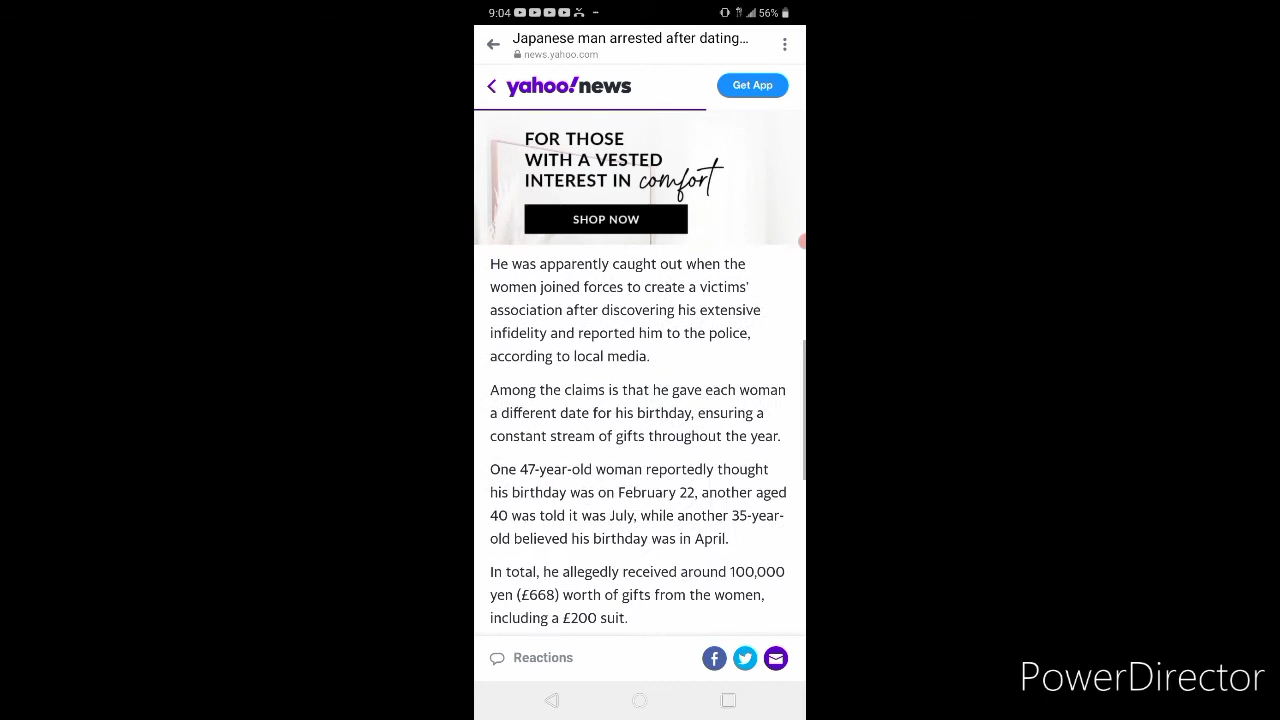 9:04
56%
Japanese man arrested after dating...
news.yahoo.com
yahoo!news
Get App
FOR THOSE
WITH A VESTED
INTEREST IN comfort
SHOP NOW
He was apparently caught out when the
women joined forces to create a victims'
association after discovering his extensive
infidelity and reported him to the police,
according to local media.
Among the claims is that he gave each woman
a different date for his birthday, ensuring a
constant stream of gifts throughout the year.
One 47-year-old woman reportedly thought
his birthday was on February 22, another aged
40 was told it was July, while another 35-year-
old believed his birthday was in April.
In total, he allegedly received around 100,000
yen (£668) worth of gifts from the women,
including a £200 suit.
Reactions
PowerDirector